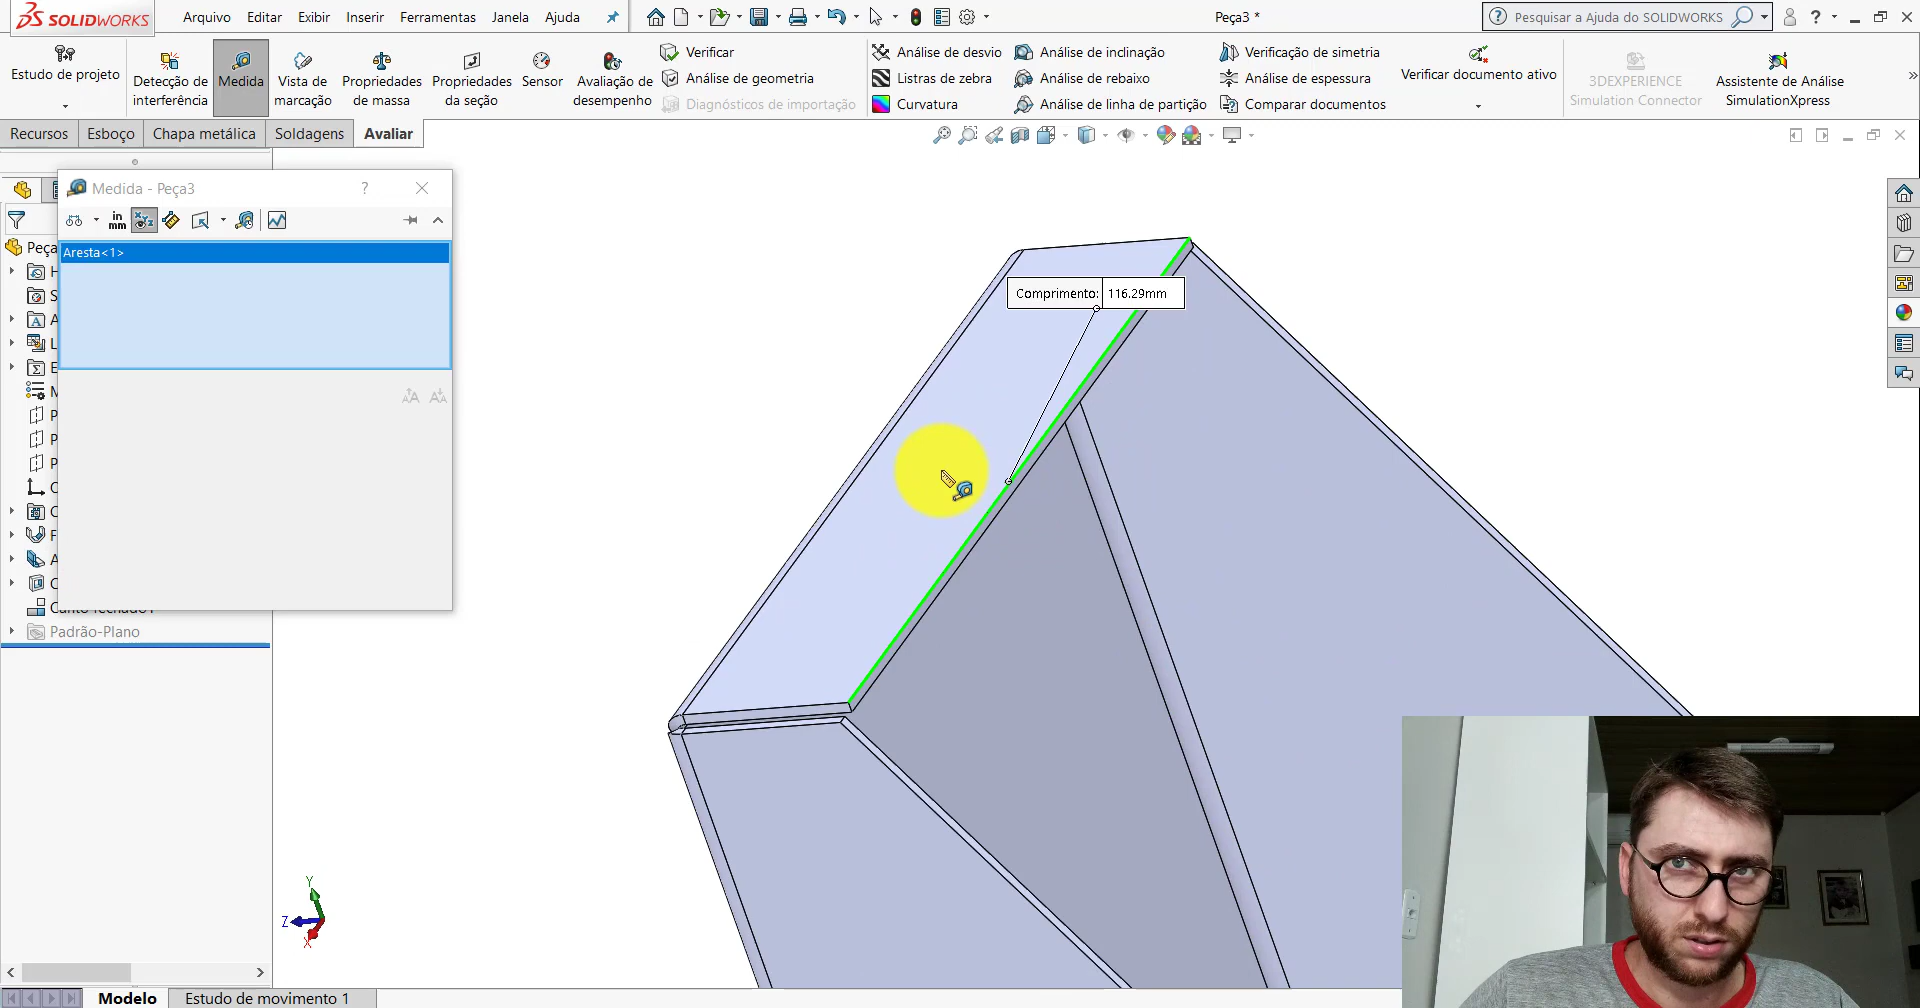 SOLIDWORKS Arquivo Editar Exibir Inserir Ferramentas Janela Ajuda Peça3 * Pesquisar a Ajuda do SOLIDWORKS
Estudo de projeto
Detecção de interferência
Medida
Vista de marcação
Propriedades de massa
Propriedades da seção
Sensor
Avaliação de desempenho
Verificar
Análise de geometria
Diagnósticos de importação
Análise de desvio
Listras de zebra
Curvatura
Análise de inclinação
Análise de rebaixo
Análise de linha de partição
Verificação de simetria
Análise de espessura
Comparar documentos
Verificar documento ativo
3DEXPERIENCE
Simulation Connector
Assistente de Análise
SimulationXpress
Recursos Esboço Chapa metálica Soldagens Avaliar
Medida - Peça3 ?
in
mm
Aresta<1>
Peça
Comprimento: 116.29mm
Padrão-Plano
Y
Z
X
Modelo Estudo de movimento 1